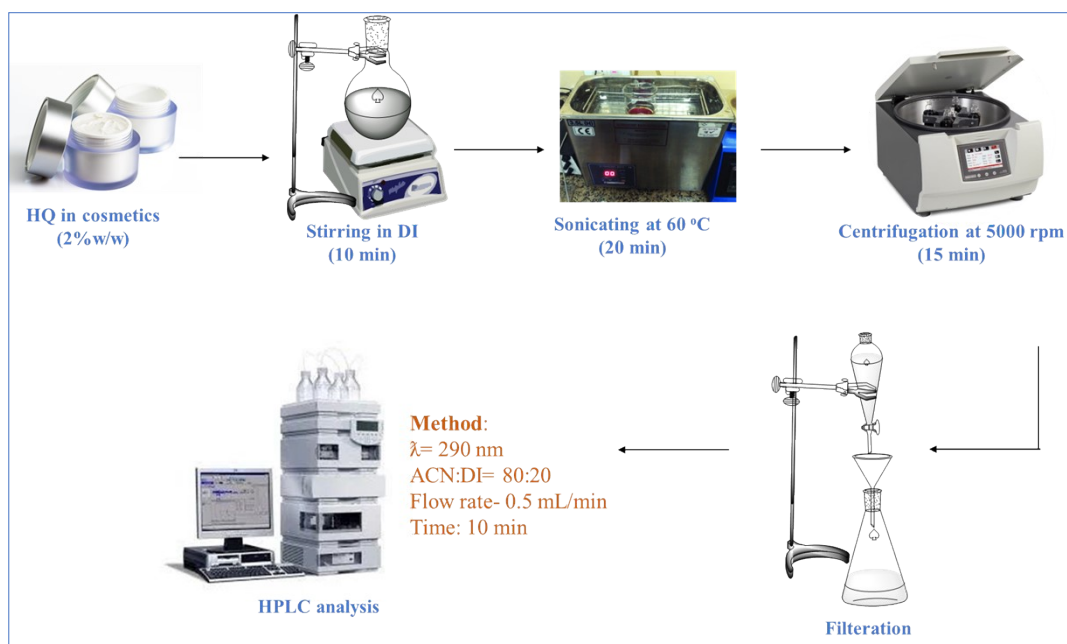 HQ in cosmetics
(2%w/w)
Stirring in DI
(10 min)
Sonicating at 60 °C
(20 min)
Centrifugation at 5000 rpm
(15 min)
Method:
ƛ= 290 nm
ACN:DI= 80:20
Flow rate- 0.5 mL/min
Time: 10 min
HPLC analysis
Filteration